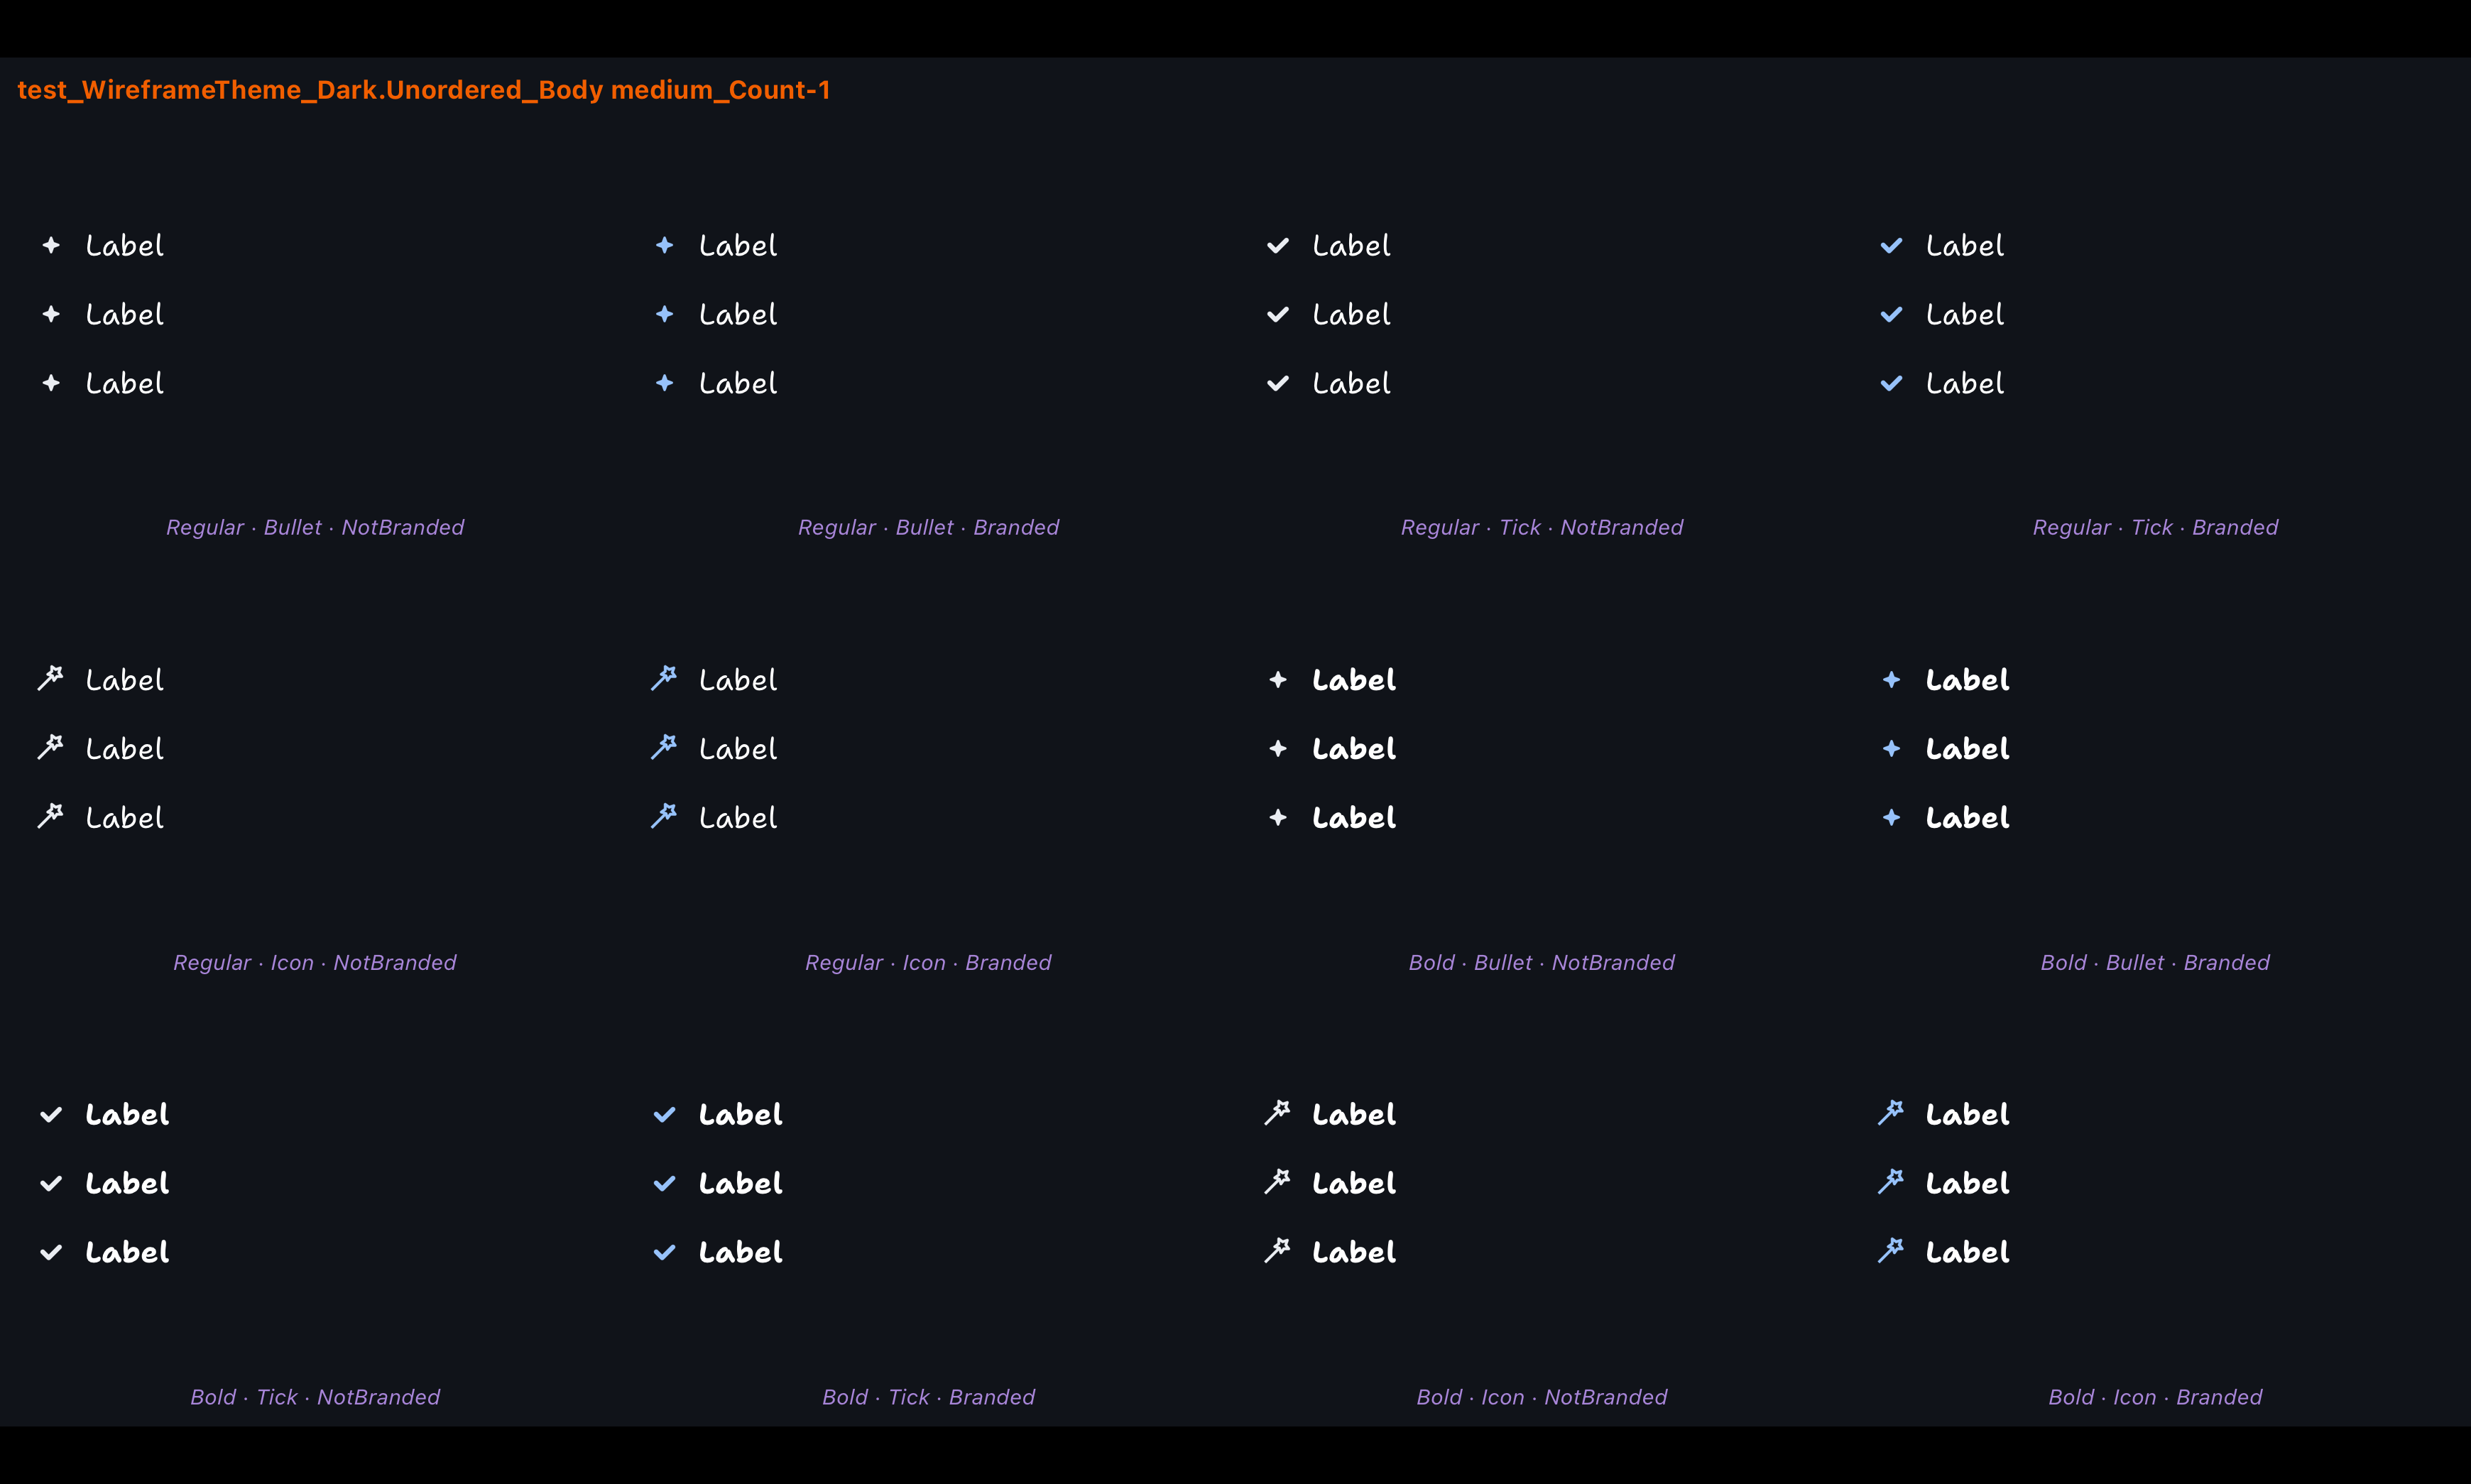 test_WireframeTheme_Dark.Unordered_Body medium_Count-1
Label Label Label Label
Label Label Label Label
Label Label Label Label
Regular · Bullet · NotBranded Regular · Bullet · Branded Regular · Tick · NotBranded Regular · Tick · Branded
Label Label Label Label
Label Label Label Label
Label Label Label Label
Regular · Icon · NotBranded Regular · Icon · Branded Bold · Bullet · NotBranded Bold · Bullet · Branded
Label Label Label Label
Label Label Label Label
Label Label Label Label
Bold · Tick · NotBranded Bold · Tick · Branded Bold · Icon · NotBranded Bold · Icon · Branded